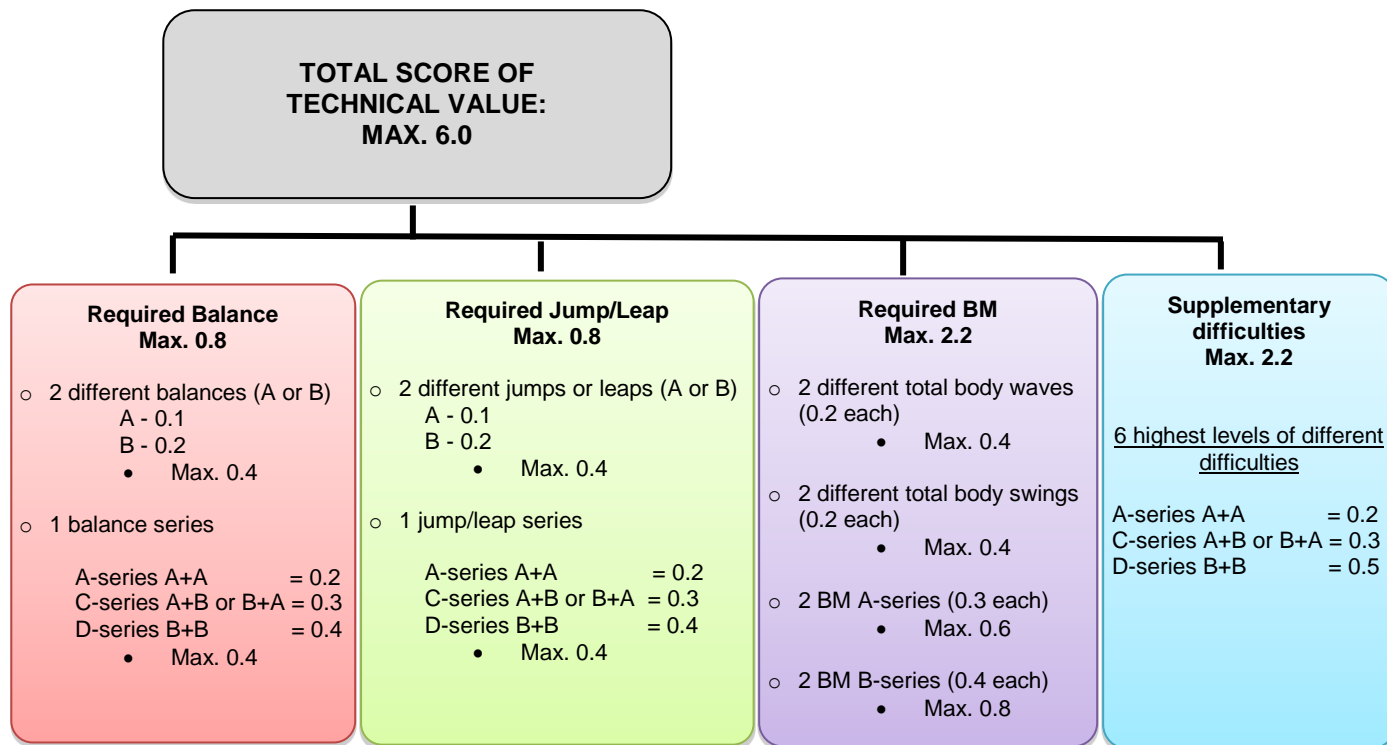 TOTAL SCORE OF
TECHNICAL VALUE:
MAX. 6.0
Required Balance
Max. 0.8
o 2 different balances (A or B)
A - 0.1
B - 0.2
• Max. 0.4
o 1 balance series
A-series A+A = 0.2
C-series A+B or B+A = 0.3
D-series B+B = 0.4
• Max. 0.4
Required Jump/Leap
Max. 0.8
o 2 different jumps or leaps (A or B)
A - 0.1
B - 0.2
• Max. 0.4
o 1 jump/leap series
A-series A+A = 0.2
C-series A+B or B+A = 0.3
D-series B+B = 0.4
• Max. 0.4
Required BM
Max. 2.2
o 2 different total body waves
(0.2 each)
• Max. 0.4
o 2 different total body swings
(0.2 each)
• Max. 0.4
o 2 BM A-series (0.3 each)
• Max. 0.6
o 2 BM B-series (0.4 each)
• Max. 0.8
Supplementary
difficulties
Max. 2.2
6 highest levels of different
difficulties
A-series A+A = 0.2
C-series A+B or B+A = 0.3
D-series B+B = 0.5